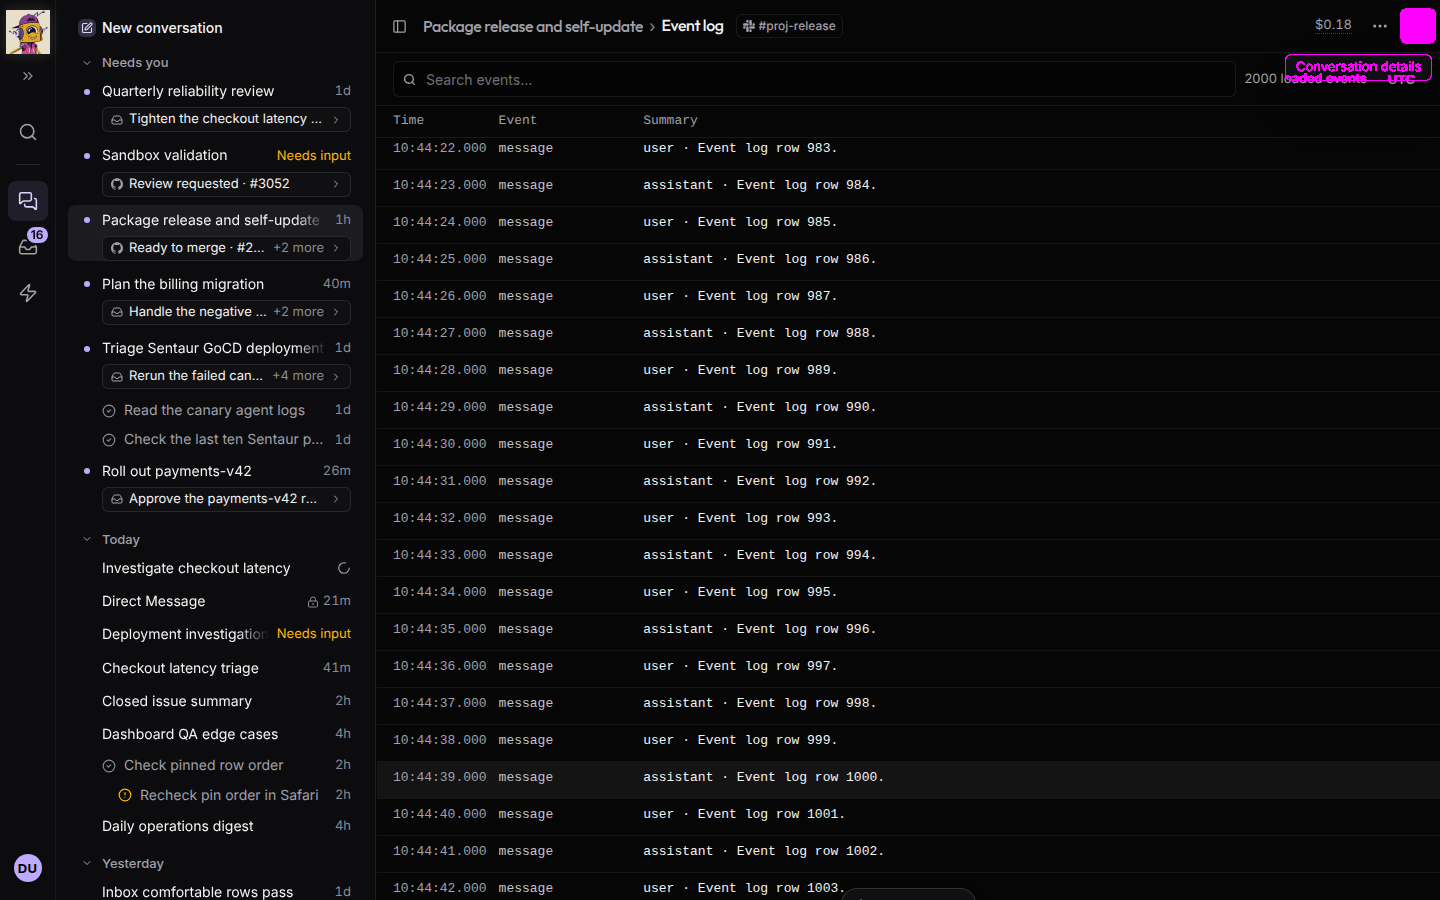 New conversation
Needs you
Quarterly reliability review 1d
Tighten the checkout latency ...
Sandbox validation Needs input
Review requested · #3052
Package release and self-update 1h
Ready to merge · #2... +2 more
16
Plan the billing migration 40m
Handle the negative ... +2 more
Triage Sentaur GoCD deployment 1d
Rerun the failed can... +4 more
Read the canary agent logs 1d
Check the last ten Sentaur p... 1d
Roll out payments-v42 26m
Approve the payments-v42 r...
Today
Investigate checkout latency
Direct Message 21m
Deployment investigation Needs input
Checkout latency triage 41m
Closed issue summary 2h
Dashboard QA edge cases 4h
Check pinned row order 2h
Recheck pin order in Safari 2h
Daily operations digest 4h
Yesterday
Inbox comfortable rows pass 1d
DU
Package release and self-update › Event log #proj-release $0.18
Conversation details
Search events... 2000 loaded events UTC
Time Event Summary
10:44:22.000 message user · Event log row 983.
10:44:23.000 message assistant · Event log row 984.
10:44:24.000 message user · Event log row 985.
10:44:25.000 message assistant · Event log row 986.
10:44:26.000 message user · Event log row 987.
10:44:27.000 message assistant · Event log row 988.
10:44:28.000 message user · Event log row 989.
10:44:29.000 message assistant · Event log row 990.
10:44:30.000 message user · Event log row 991.
10:44:31.000 message assistant · Event log row 992.
10:44:32.000 message user · Event log row 993.
10:44:33.000 message assistant · Event log row 994.
10:44:34.000 message user · Event log row 995.
10:44:35.000 message assistant · Event log row 996.
10:44:36.000 message user · Event log row 997.
10:44:37.000 message assistant · Event log row 998.
10:44:38.000 message user · Event log row 999.
10:44:39.000 message assistant · Event log row 1000.
10:44:40.000 message user · Event log row 1001.
10:44:41.000 message assistant · Event log row 1002.
10:44:42.000 message user · Event log row 1003.